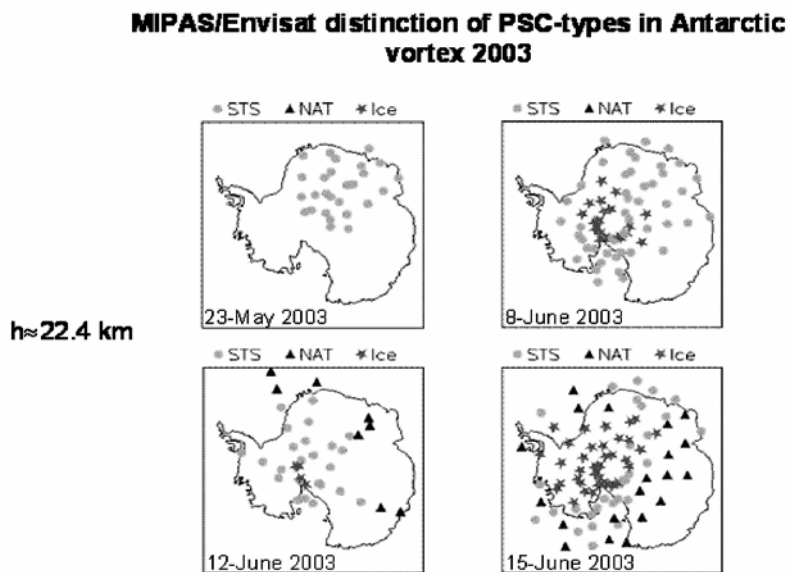 MIPAS/Envisat distinction of PSC-types in Antarctic
vortex 2003
STS NAT Ice
STS NAT Ice
23-May 2003
8-June 2003
h≈22.4 km
STS NAT Ice
STS NAT Ice
12-June 2003
15-June 2003